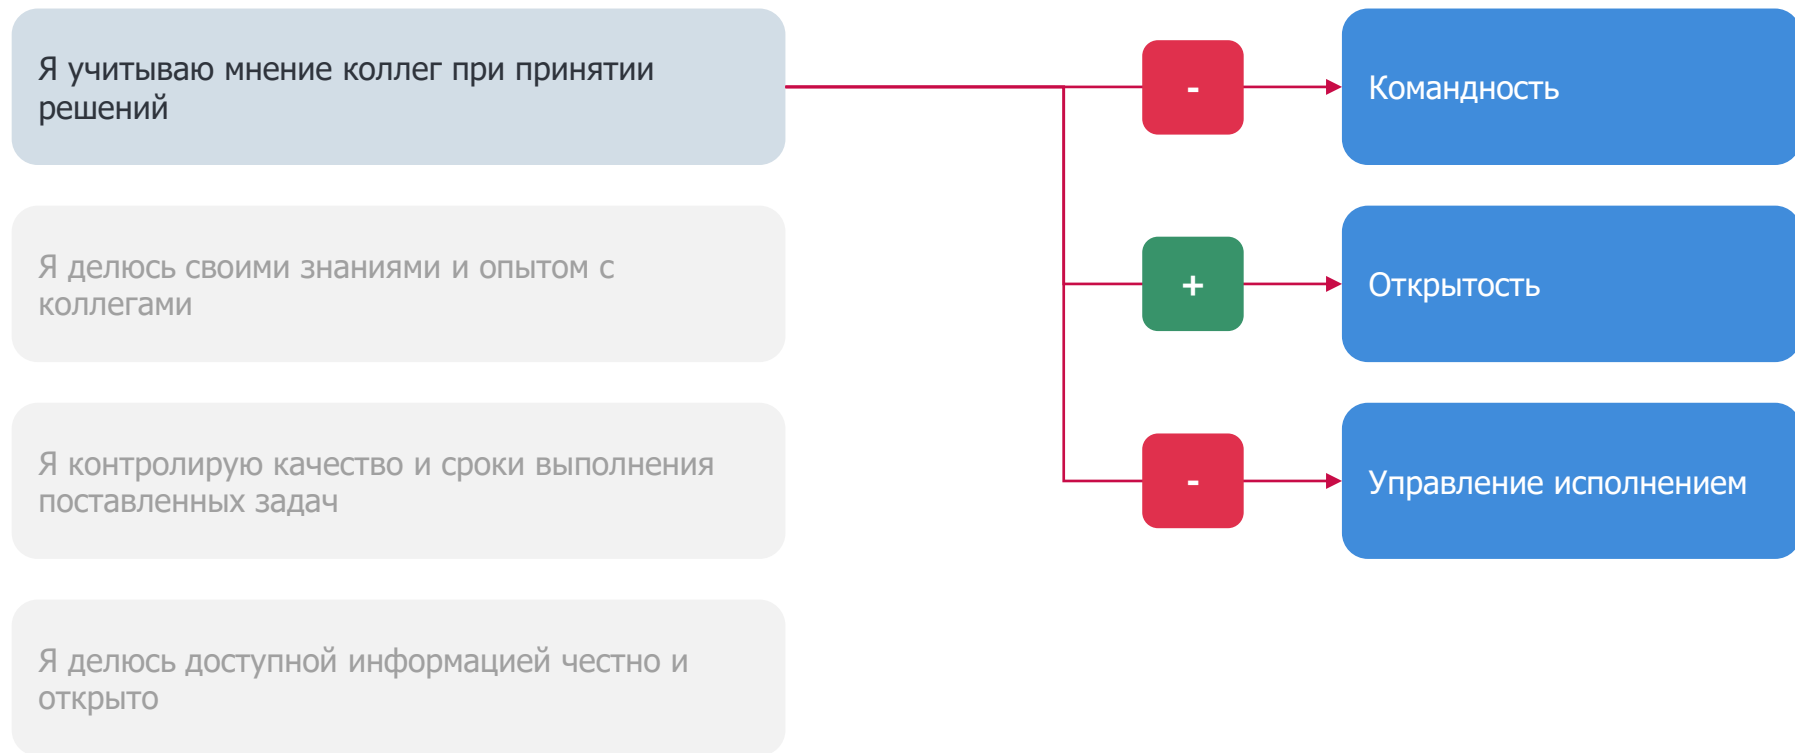 Я учитываю мнение коллег при принятии
решений
-
Командность
Я делюсь своими знаниями и опытом с
коллегами
+
Открытость
Я контролирую качество и сроки выполнения
поставленных задач
-
Управление исполнением
Я делюсь доступной информацией честно и
открыто